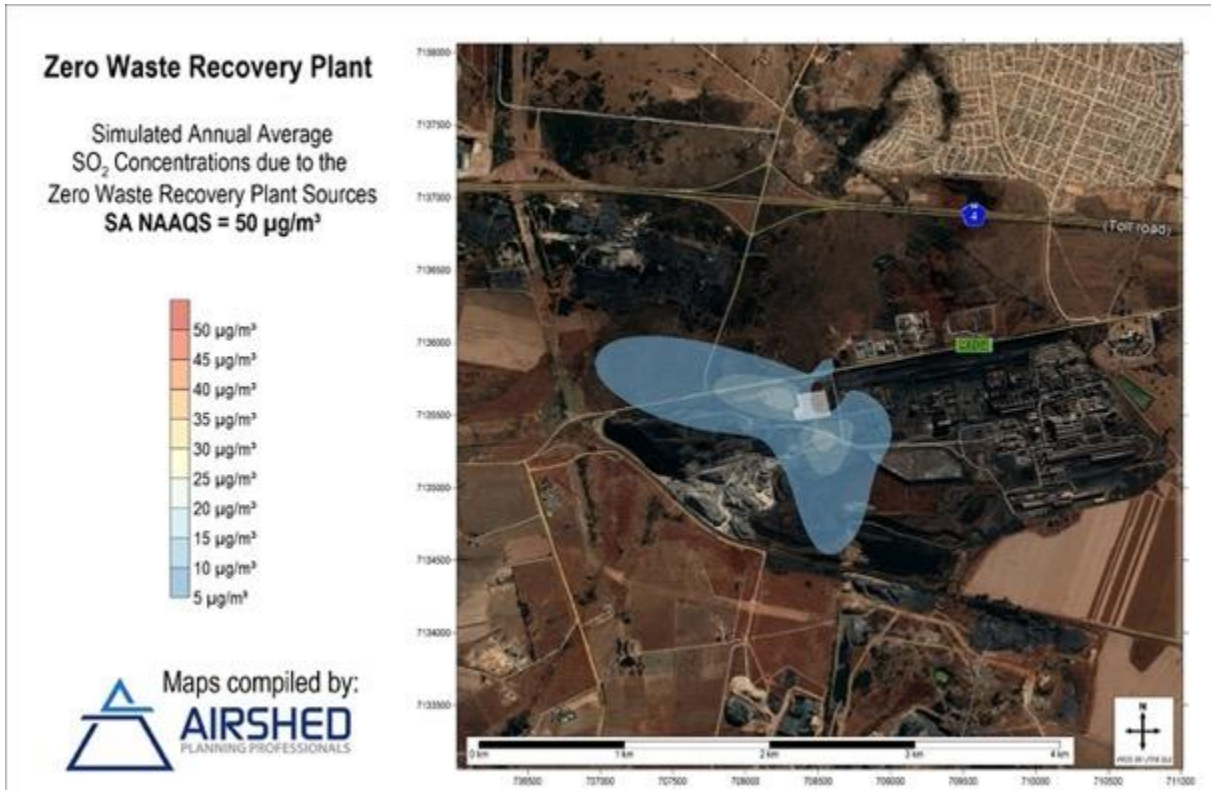 Zero Waste Recovery Plant
Simulated Annual Average
SO₂ Concentrations due to the
Zero Waste Recovery Plant Sources
SA NAAQS = 50 µg/m³
50 µg/m³
45 µg/m³
40 µg/m³
35 µg/m³
30 µg/m³
25 µg/m³
20 µg/m³
15 µg/m³
10 µg/m³
5 µg/m³
Maps compiled by:
AIRSHED
PLANNING PROFESSIONALS
7138000
7137500
7137000
7136500
7136000
7135500
7135000
7134500
7134000
7133500
4
(Toll road)
0 km
1 km
2 km
3 km
4 km
N
707000
707500
708000
708500
709000
709500
710000
710500
711000